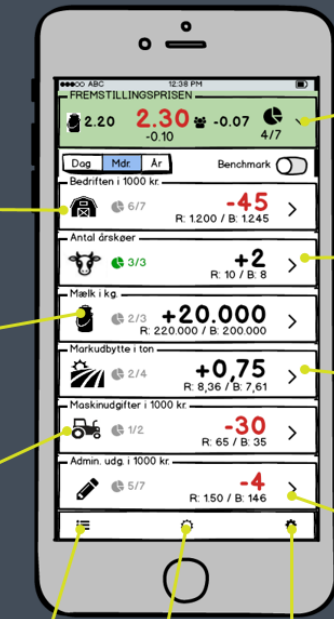 ABC 12:38 PM
FREMSTILLINGSPRISEN
2.20 2.30 -0.07
-0.10 4/7
Dag Mdr. År Benchmark
Bedriften i 1000 kr.
6/7 -45
R: 1.200 / B: 1.245
Antal årskøer
3/3 +2
R: 10 / B: 8
Mælk i kg.
2/3 +20.000
R: 220.000 / B: 200.000
Markudbytte i ton
2/4 +0,75
R: 8,36 / B: 7,61
Maskinudgifter i 1000 kr.
1/2 -30
R: 65 / B: 35
Admin. udg. i 1000 kr.
5/7 -4
R: 150 / B: 146